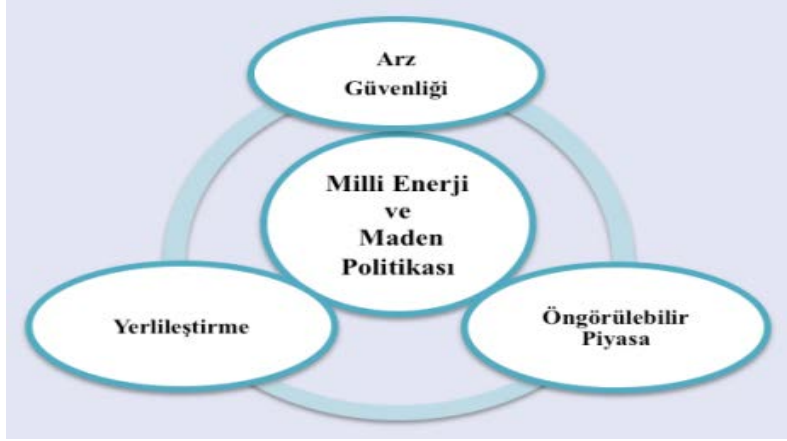 Arz
Güvenliği
Milli Enerji
ve
Maden
Politikası
Yerlileştirme
Öngörülebilir
Piyasa